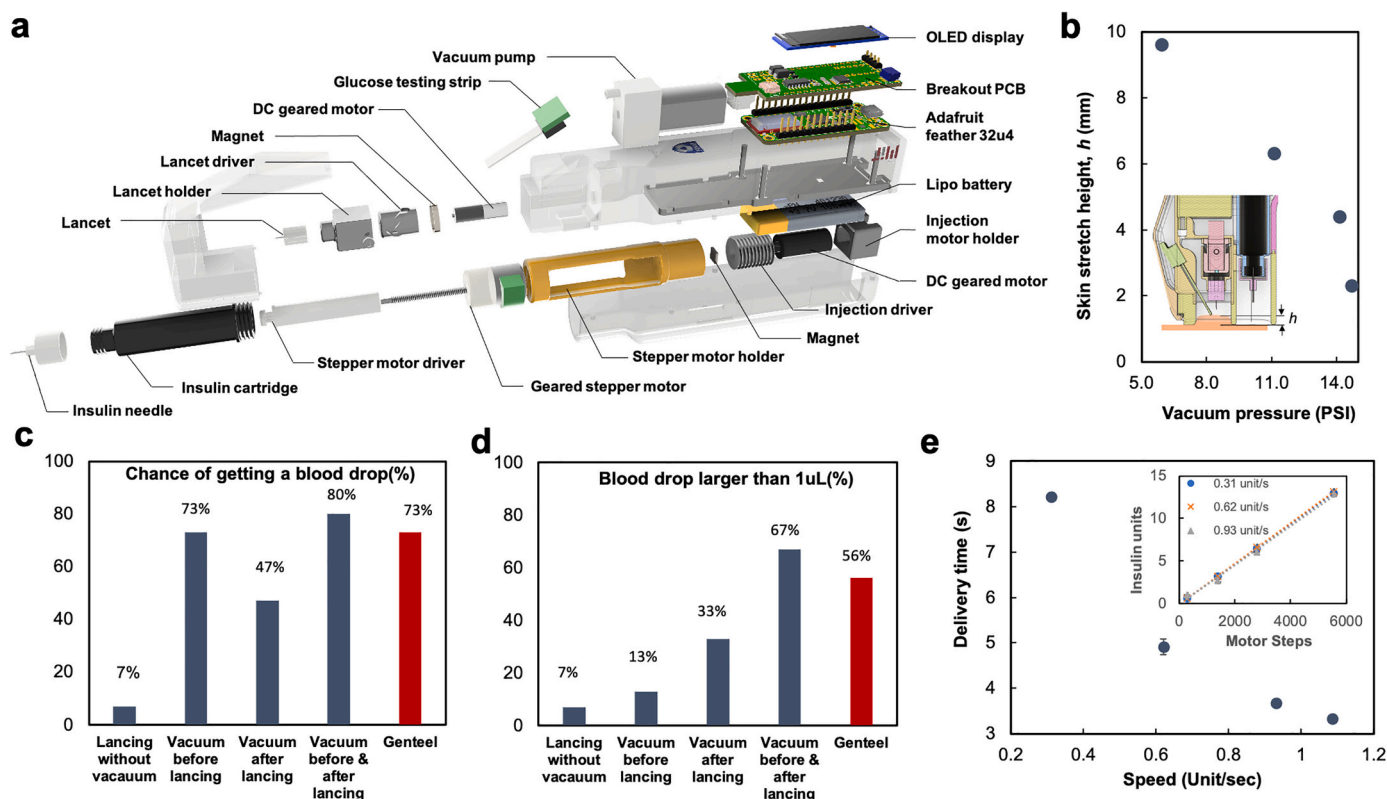 a
OLED display
Vacuum pump
Glucose testing strip
DC geared motor
Magnet
Lancet driver
Lancet holder
Lancet
Breakout PCB
Adafruit
feather 32u4
Lipo battery
Injection
motor holder
DC geared motor
Injection driver
Magnet
Stepper motor holder
Geared stepper motor
Stepper motor driver
Insulin cartridge
Insulin needle
b
Skin stretch height, h (mm)
10
8
6
4
2
0
h
5.0 8.0 11.0 14.0
Vacuum pressure (PSI)
c
Chance of getting a blood drop(%)
100
80
60
40
20
0
7%
73%
47%
80%
73%
Lancing
without
vacauum
Vacuum
before
lancing
Vacuum
after
lancing
Vacuum
before &
after
lancing
Genteel
d
Blood drop larger than 1uL(%)
100
80
60
40
20
0
7%
13%
33%
67%
56%
Lancing
without
vacauum
Vacuum
before
lancing
Vacuum
after lancing
Vacuum
before &
after
lancing
Genteel
e
Delivery time (s)
9
8
7
6
5
4
3
0.2 0.4 0.6 0.8 1 1.2
Speed (Unit/sec)
Insulin units
15
10
5
0
0.31 unit/s
0.62 unit/s
0.93 unit/s
0 2000 4000 6000
Motor Steps